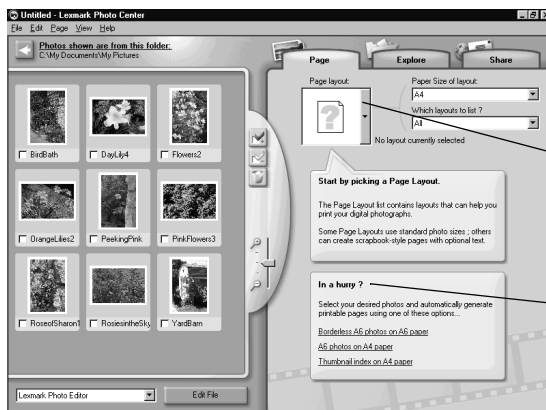 Untitled - Lexmark Photo Center
File Edit Page View Help
Photos shown are from this folder:
C:\My Documents\My Pictures
BirdBath
DayLily4
Flowers2
OrangeLilies2
PeekingPink
PinkFlowers3
RoseofSharon1
RosiesintheSky
YardBarn
Lexmark Photo Editor
Edit File
Page
Explore
Share
Page layout:
Paper Size of layout:
A4
Which layouts to list ?
All
No layout currently selected
Start by picking a Page Layout.
The Page Layout list contains layouts that can help you
print your digital photographs.
Some Page Layouts use standard photo sizes ; others
can create scrapbook-style pages with optional text.
In a hurry ?
Select your desired photos and automatically generate
printable pages using one of these options...
Borderless A6 photos on A6 paper
A6 photos on A4 paper
Thumbnail index on A4 paper